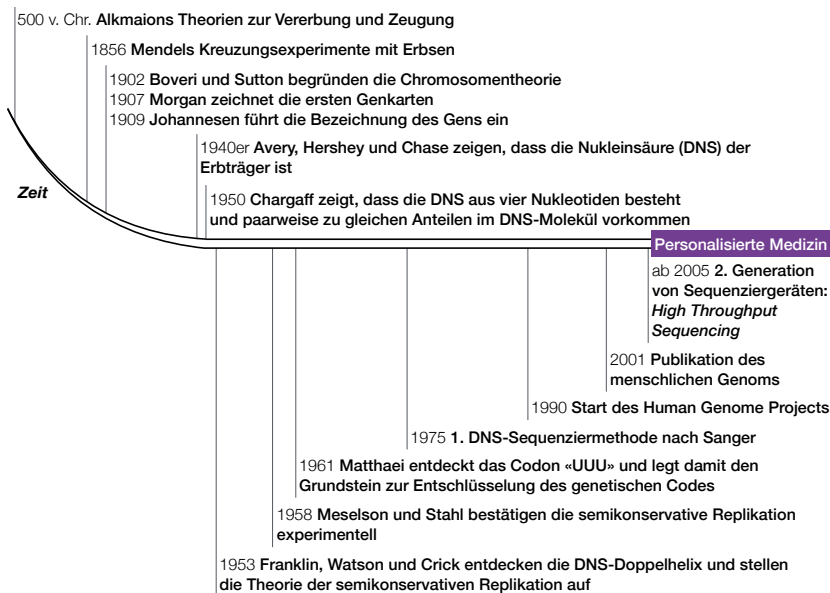 500 v. Chr. Alkmaions Theorien zur Vererbung und Zeugung
1856 Mendels Kreuzungsexperimente mit Erbsen
1902 Boveri und Sutton begründen die Chromosomentheorie
1907 Morgan zeichnet die ersten Genkarten
1909 Johannesen führt die Bezeichnung des Gens ein
1940er Avery, Hershey und Chase zeigen, dass die Nukleinsäure (DNS) der
Erbträger ist
Zeit
1950 Chargaff zeigt, dass die DNS aus vier Nukleotiden besteht
und paarweise zu gleichen Anteilen im DNS-Molekül vorkommen
Personalisierte Medizin
ab 2005 2. Generation
von Sequenziergeräten:
High Throughput
Sequencing
2001 Publikation des
menschlichen Genoms
1990 Start des Human Genome Projects
1975 1. DNS-Sequenziermethode nach Sanger
1961 Matthaei entdeckt das Codon «UUU» und legt damit den
Grundstein zur Entschlüsselung des genetischen Codes
1958 Meselson und Stahl bestätigen die semikonservative Replikation
experimentell
1953 Franklin, Watson und Crick entdecken die DNS-Doppelhelix und stellen
die Theorie der semikonservativen Replikation auf